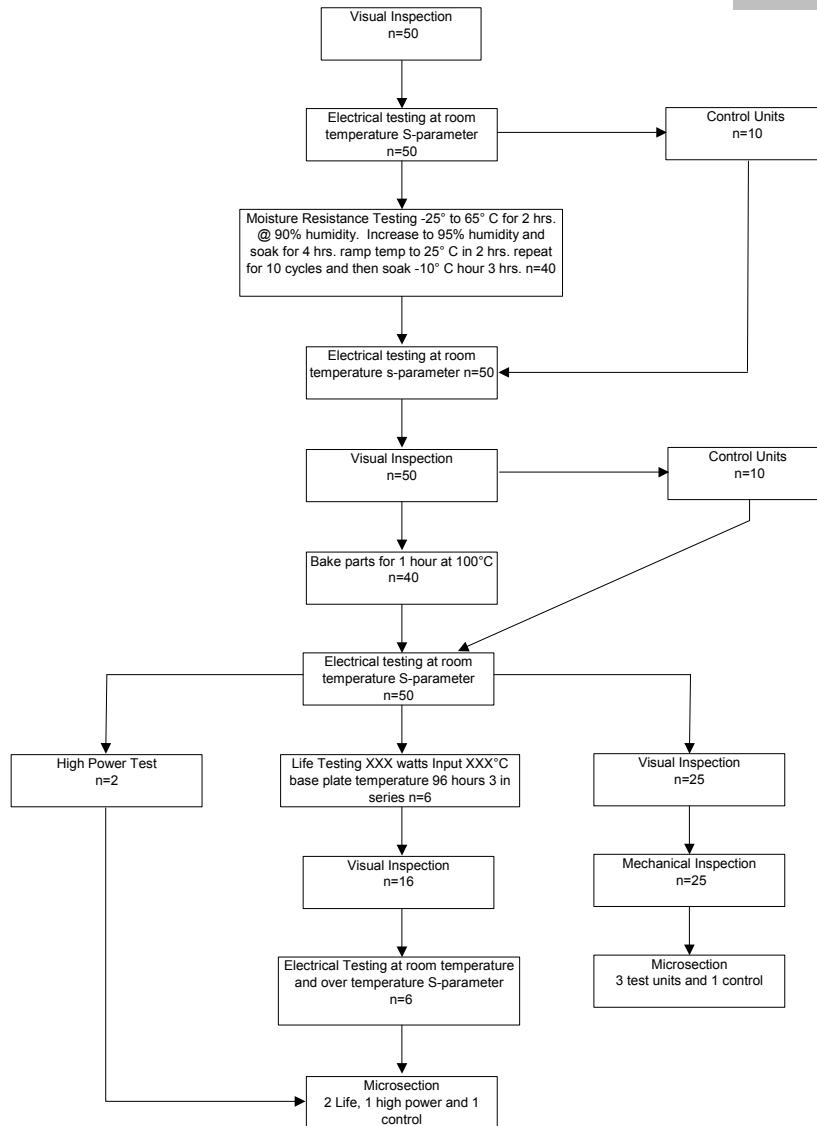 Visual Inspection
n=50
Electrical testing at room
temperature S-parameter
n=50
Control Units
n=10
Moisture Resistance Testing -25° to 65° C for 2 hrs.
@ 90% humidity.  Increase to 95% humidity and
soak for 4 hrs. ramp temp to 25° C in 2 hrs. repeat
for 10 cycles and then soak -10° C hour 3 hrs. n=40
Electrical testing at room
temperature s-parameter n=50
Visual Inspection
n=50
Control Units
n=10
Bake parts for 1 hour at 100°C
n=40
Electrical testing at room
temperature S-parameter
n=50
High Power Test
n=2
Life Testing XXX watts Input XXX°C
base plate temperature 96 hours 3 in
series n=6
Visual Inspection
n=25
Visual Inspection
n=16
Mechanical Inspection
n=25
Electrical Testing at room temperature
and over temperature S-parameter
n=6
Microsection
3 test units and 1 control
Microsection
2 Life, 1 high power and 1
control